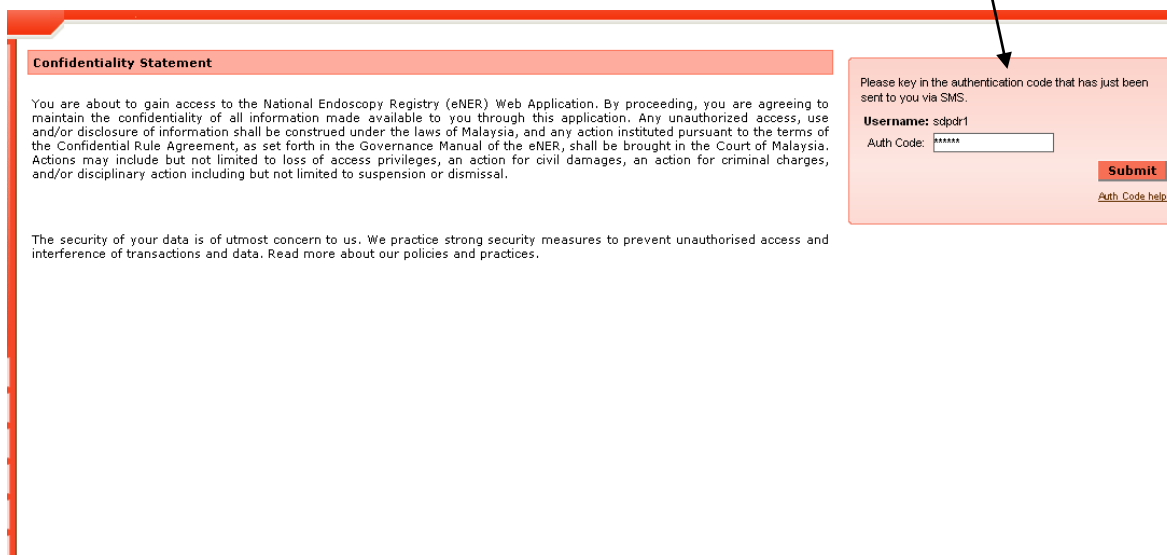 Confidentiality Statement
You are about to gain access to the National Endoscopy Registry (eNER) Web Application. By proceeding, you are agreeing to
maintain the confidentiality of all information made available to you through this application. Any unauthorized access, use
and/or disclosure of information shall be construed under the laws of Malaysia, and any action instituted pursuant to the terms of
the Confidential Rule Agreement, as set forth in the Governance Manual of the eNER, shall be brought in the Court of Malaysia.
Actions may include but not limited to loss of access privileges, an action for civil damages, an action for criminal charges,
and/or disciplinary action including but not limited to suspension or dismissal.
The security of your data is of utmost concern to us. We practice strong security measures to prevent unauthorised access and
interference of transactions and data. Read more about our policies and practices.
Please key in the authentication code that has just been
sent to you via SMS.
Username: sdpdr1
Auth Code: ******
Submit
Auth Code help